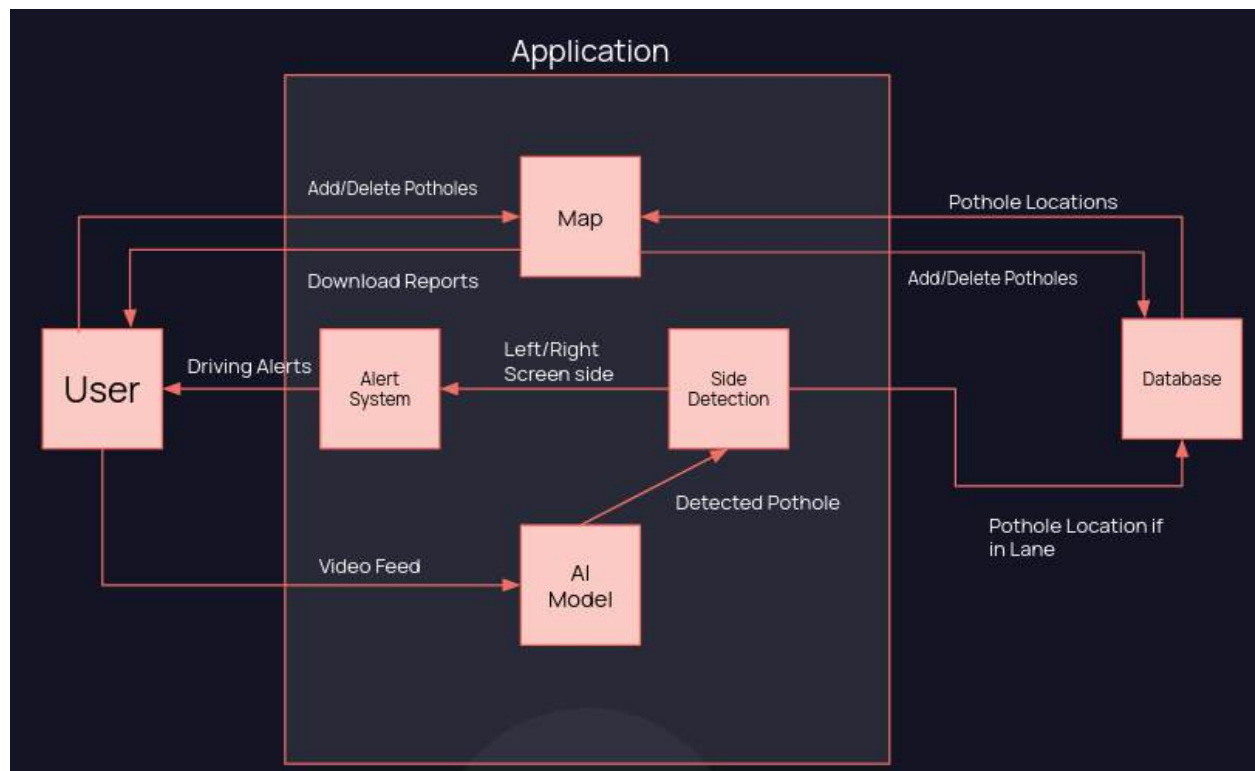 Application
Add/Delete Potholes
Map
Pothole Locations
Download Reports
Add/Delete Potholes
User
Driving Alerts
Alert
System
Left/Right
Screen side
Side
Detection
Database
Detected Pothole
Pothole Location if
in Lane
Video Feed
AI
Model